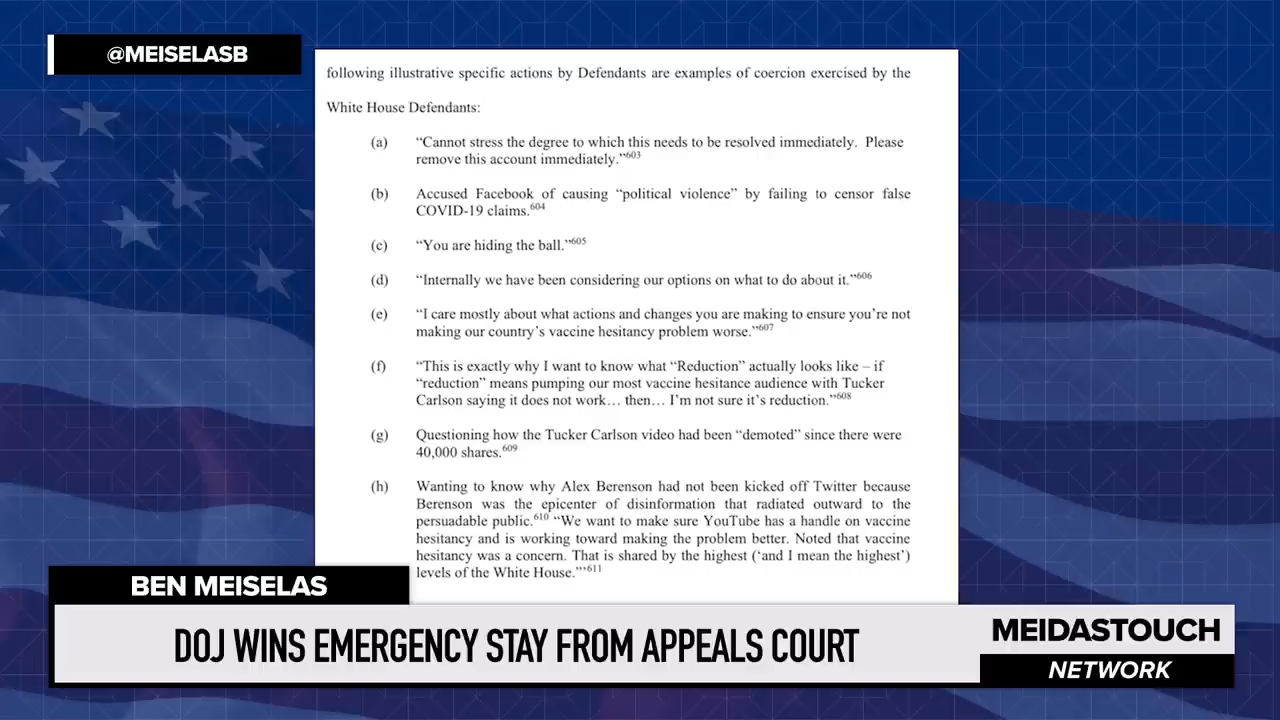 @MEISELASB
following illustrative specific actions by Defendants are examples of coercion exercised by the
White House Defendants:
(a) “Cannot stress the degree to which this needs to be resolved immediately. Please
remove this account immediately.”603
(b) Accused Facebook of causing “political violence” by failing to censor false
COVID-19 claims.604
(c) “You are hiding the ball.”605
(d) “Internally we have been considering our options on what to do about it.”606
(e) “I care mostly about what actions and changes you are making to ensure you’re not
making our country’s vaccine hesitancy problem worse.”607
(f) “This is exactly why I want to know what “Reduction” actually looks like – if
“reduction” means pumping our most vaccine hesitance audience with Tucker
Carlson saying it does not work… then… I’m not sure it’s reduction.”608
(g) Questioning how the Tucker Carlson video had been “demoted” since there were
40,000 shares.609
(h) Wanting to know why Alex Berenson had not been kicked off Twitter because
Berenson was the epicenter of disinformation that radiated outward to the
persuadable public.610 “We want to make sure YouTube has a handle on vaccine
hesitancy and is working toward making the problem better. Noted that vaccine
hesitancy was a concern. That is shared by the highest (‘and I mean the highest’)
levels of the White House.”’611
BEN MEISELAS
DOJ WINS EMERGENCY STAY FROM APPEALS COURT
MEIDASTOUCH
NETWORK